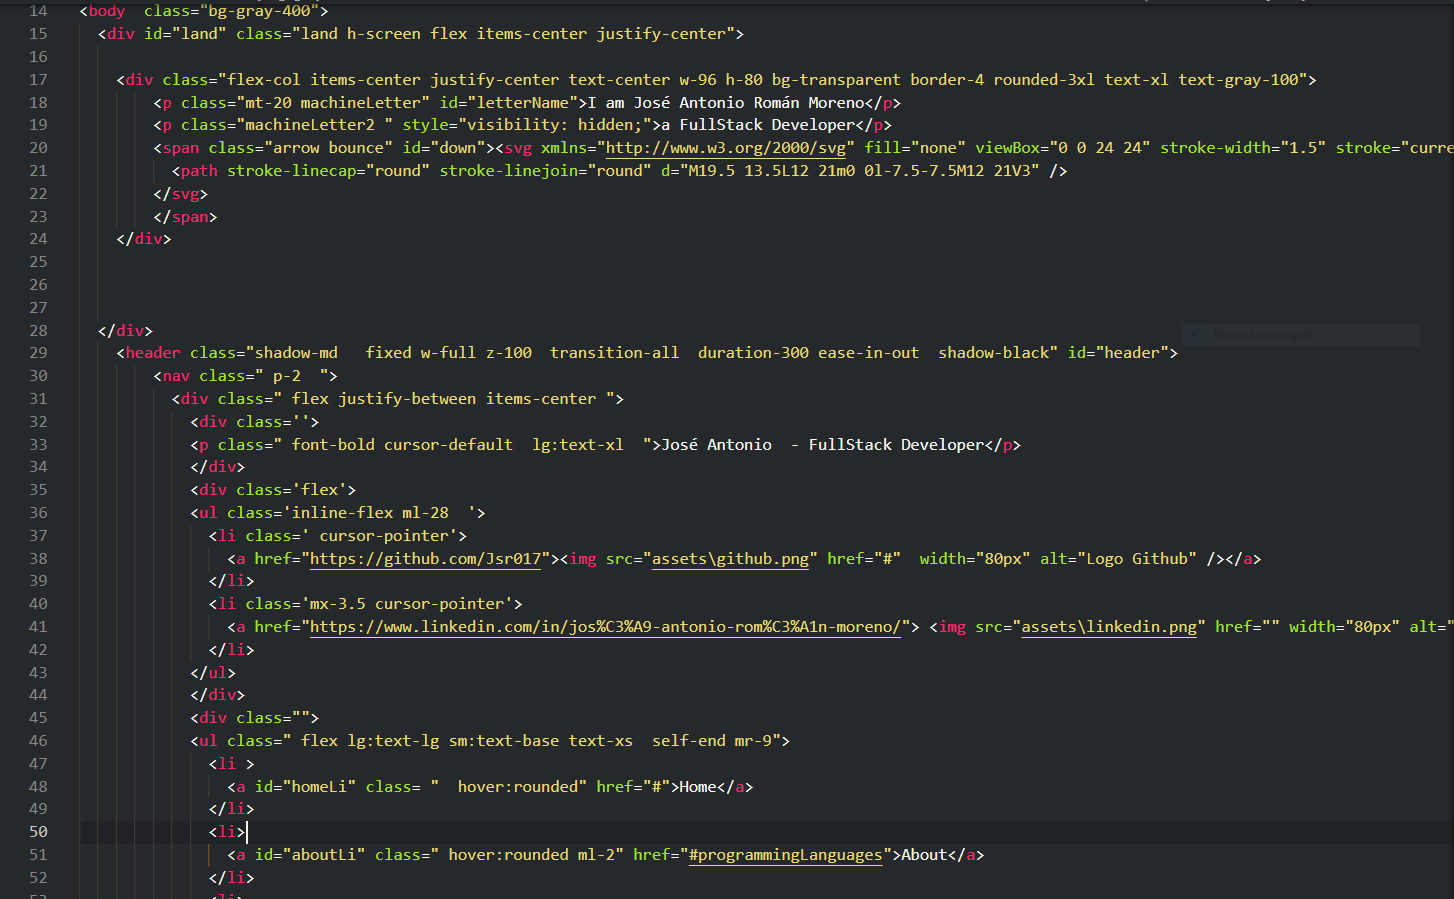 14 <body  class="bg-gray-400">
15 <div id="land" class="land h-screen flex items-center justify-center">
16
17 <div class="flex-col items-center justify-center text-center w-96 h-80 bg-transparent border-4 rounded-3xl text-xl text-gray-100">
18 <p class="mt-20 machineLetter" id="letterName">I am José Antonio Román Moreno</p>
19 <p class="machineLetter2 " style="visibility: hidden;">a FullStack Developer</p>
20 <span class="arrow bounce" id="down"><svg xmlns="http://www.w3.org/2000/svg" fill="none" viewBox="0 0 24 24" stroke-width="1.5" stroke="curre
21 <path stroke-linecap="round" stroke-linejoin="round" d="M19.5 13.5L12 21m0 0l-7.5-7.5M12 21V3" />
22 </svg>
23 </span>
24 </div>
25
26
27
28 </div>
Recorte rectangular
29 <header class="shadow-md   fixed w-full z-100  transition-all  duration-300 ease-in-out  shadow-black" id="header">
30 <nav class=" p-2  ">
31 <div class=" flex justify-between items-center ">
32 <div class=''>
33 <p class=" font-bold cursor-default  lg:text-xl  ">José Antonio  - FullStack Developer</p>
34 </div>
35 <div class='flex'>
36 <ul class='inline-flex ml-28  '>
37 <li class=' cursor-pointer'>
38 <a href="https://github.com/Jsr017"><img src="assets\github.png" href="#"  width="80px" alt="Logo Github" /></a>
39 </li>
40 <li class='mx-3.5 cursor-pointer'>
41 <a href="https://www.linkedin.com/in/jos%C3%A9-antonio-rom%C3%A1n-moreno/"> <img src="assets\linkedin.png" href="" width="80px" alt="
42 </li>
43 </ul>
44 </div>
45 <div class="">
46 <ul class=" flex lg:text-lg sm:text-base text-xs  self-end mr-9">
47 <li >
48 <a id="homeLi" class= "  hover:rounded" href="#">Home</a>
49 </li>
50 <li>
51 <a id="aboutLi" class=" hover:rounded ml-2" href="#programmingLanguages">About</a>
52 </li>